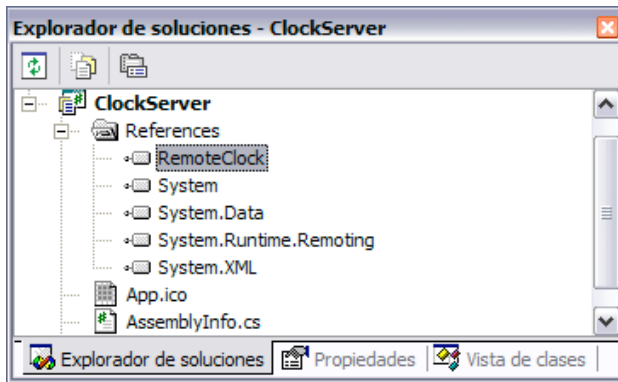 Explorador de soluciones - ClockServer
ClockServer
References
RemoteClock
System
System.Data
System.Runtime.Remoting
System.XML
App.ico
AssemblyInfo.cs
Explorador de soluciones Propiedades Vista de clases